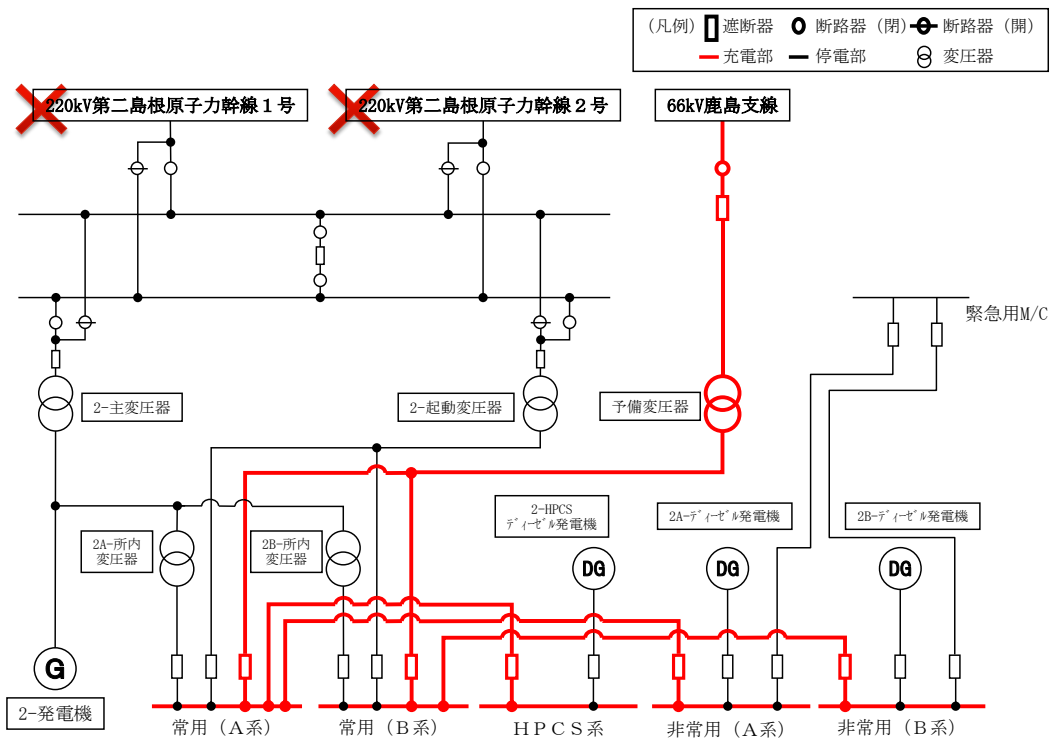 (凡例) 遮断器 断路器 (閉) 断路器 (開)
充電部 停電部 変圧器
220kV第二島根原子力幹線１号
220kV第二島根原子力幹線２号
66kV鹿島支線
緊急用M/C
2-主変圧器
2-起動変圧器
予備変圧器
2-HPCS
ﾃﾞｨｰｾﾞﾙ発電機
2A-ﾃﾞｨｰｾﾞﾙ発電機
2B-ﾃﾞｨｰｾﾞﾙ発電機
2A-所内
変圧器
2B-所内
変圧器
DG
DG
DG
G
2-発電機
常用（A系）
常用（B系）
ＨＰＣＳ系
非常用（A系）
非常用（B系）